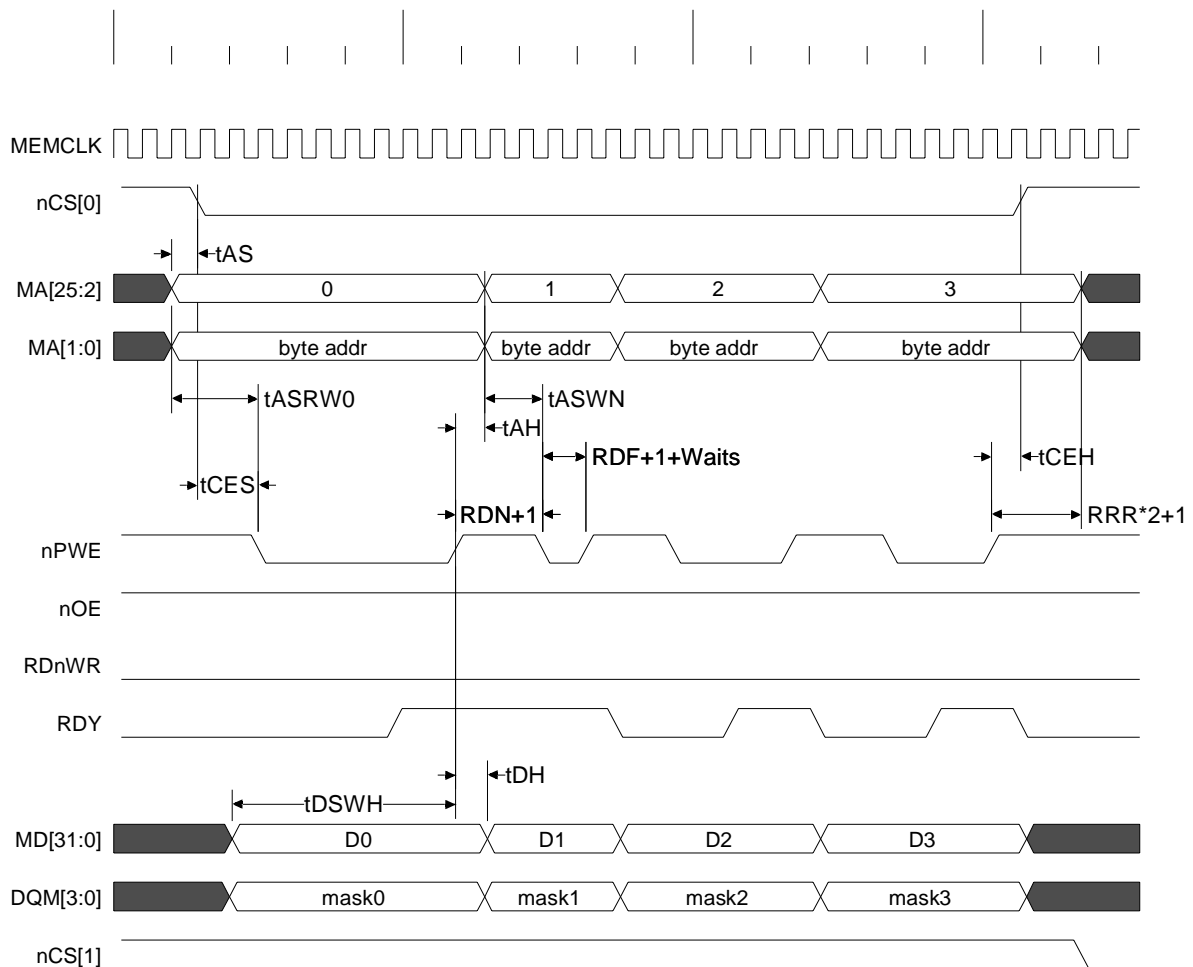 MEMCLK
nCS[0]
tAS
MA[25:2] 0 1 2 3
MA[1:0] byte addr byte addr byte addr byte addr
tASRW0 tASWN
tAH
RDF+1+Waits tCEH
tCES
RDN+1 RRR*2+1
nPWE
nOE
RDnWR
RDY
tDH
tDSWH
MD[31:0] D0 D1 D2 D3
DQM[3:0] mask0 mask1 mask2 mask3
nCS[1]